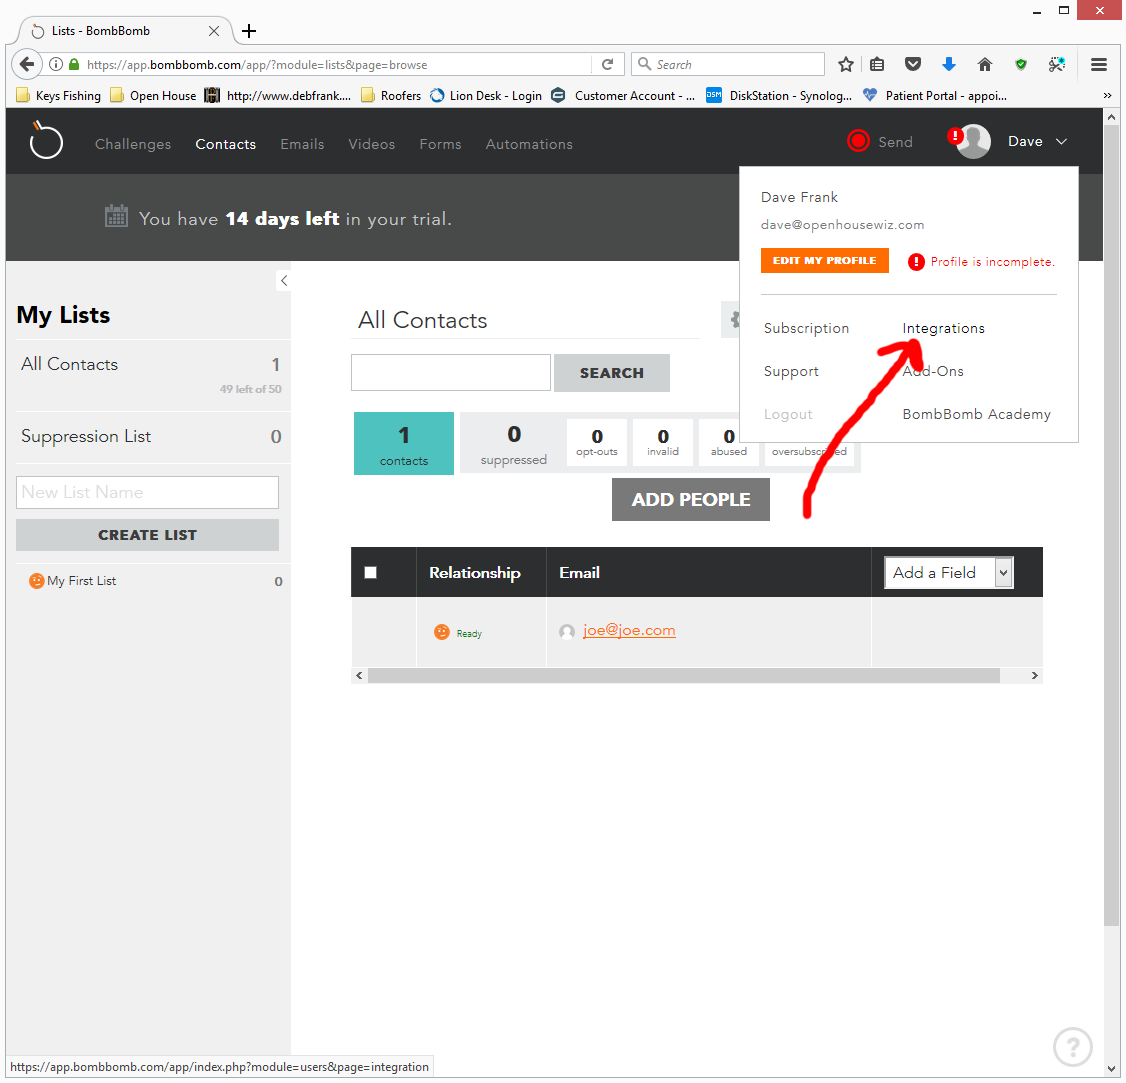 Lists - BombBomb
https://app.bombbomb.com/app/?module=lists&page=browse
Search
Keys Fishing Open House http://www.debfrank.... Roofers Lion Desk - Login Customer Account - ... DSM DiskStation - Synolog... Patient Portal - appoi...
Challenges Contacts Emails Videos Forms Automations Send Dave
You have 14 days left in your trial.
Dave Frank
dave@openhousewiz.com
EDIT MY PROFILE Profile is incomplete.
Subscription Integrations
Support Add-Ons
Logout BombBomb Academy
My Lists
All Contacts 1
49 left of 50
Suppression List 0
New List Name
CREATE LIST
My First List 0
All Contacts
SEARCH
1 contacts
0 suppressed
0 opt-outs
0 invalid
0 abused
oversubscribed
ADD PEOPLE
Relationship Email Add a Field
Ready joe@joe.com
?
https://app.bombbomb.com/app/index.php?module=users&page=integration